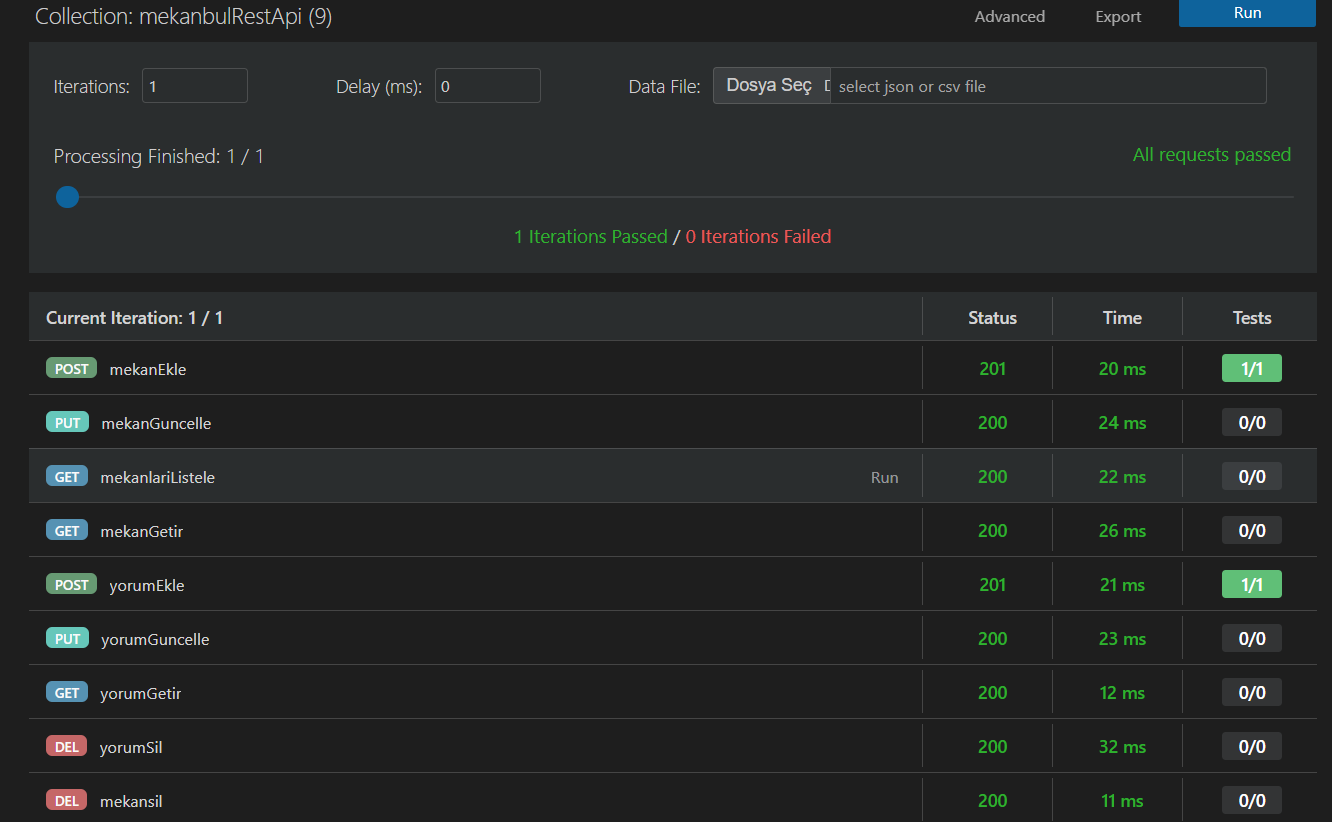 Collection: mekanbulRestApi (9) Advanced Export Run
Iterations: 1 Delay (ms): 0 Data File: Dosya Seç select json or csv file
Processing Finished: 1 / 1 All requests passed
1 Iterations Passed / 0 Iterations Failed
Current Iteration: 1 / 1 Status Time Tests
POST mekanEkle 201 20 ms 1/1
PUT mekanGuncelle 200 24 ms 0/0
GET mekanlariListele Run 200 22 ms 0/0
GET mekanGetir 200 26 ms 0/0
POST yorumEkle 201 21 ms 1/1
PUT yorumGuncelle 200 23 ms 0/0
GET yorumGetir 200 12 ms 0/0
DEL yorumSil 200 32 ms 0/0
DEL mekansil 200 11 ms 0/0